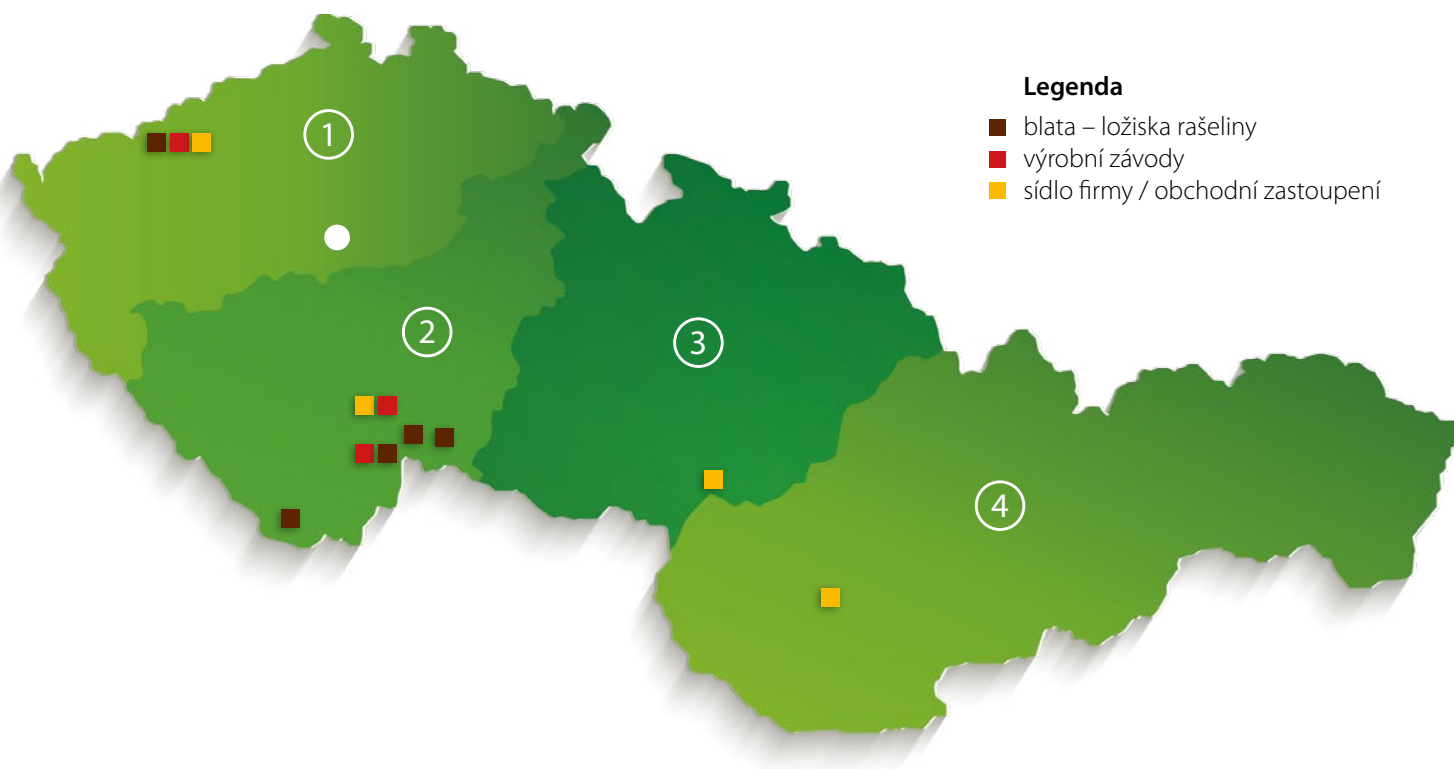 Legenda
blata – ložiska rašeliny
výrobní závody
sídlo firmy / obchodní zastoupení
1
2
3
4